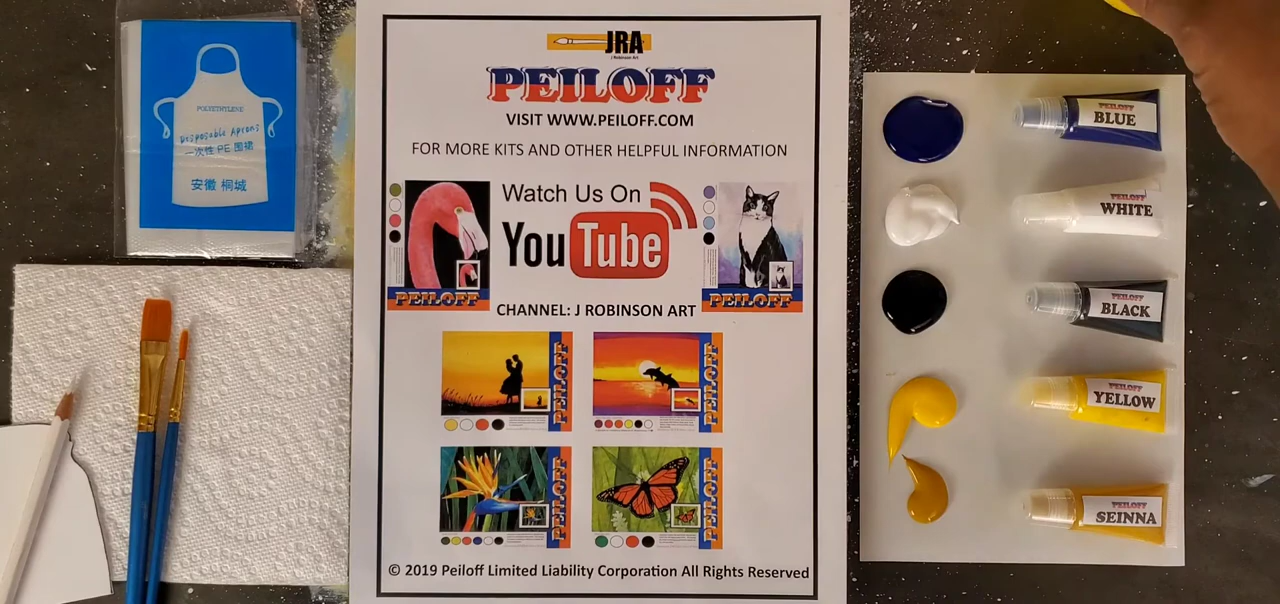 POLYETHYLENE
Disposable Aprons
一次性 PE 围裙
安徽 桐城
JRA
J Robinson Art
PEILOFF
VISIT WWW.PEILOFF.COM
FOR MORE KITS AND OTHER HELPFUL INFORMATION
Watch Us On
YouTube
PEILOFF
PEILOFF
CHANNEL: J ROBINSON ART
PEILOFF
PEILOFF
PEILOFF
PEILOFF
© 2019 Peiloff Limited Liability Corporation All Rights Reserved
PEILOFF
BLUE
PEILOFF
WHITE
PEILOFF
BLACK
PEILOFF
YELLOW
PEILOFF
SEINNA